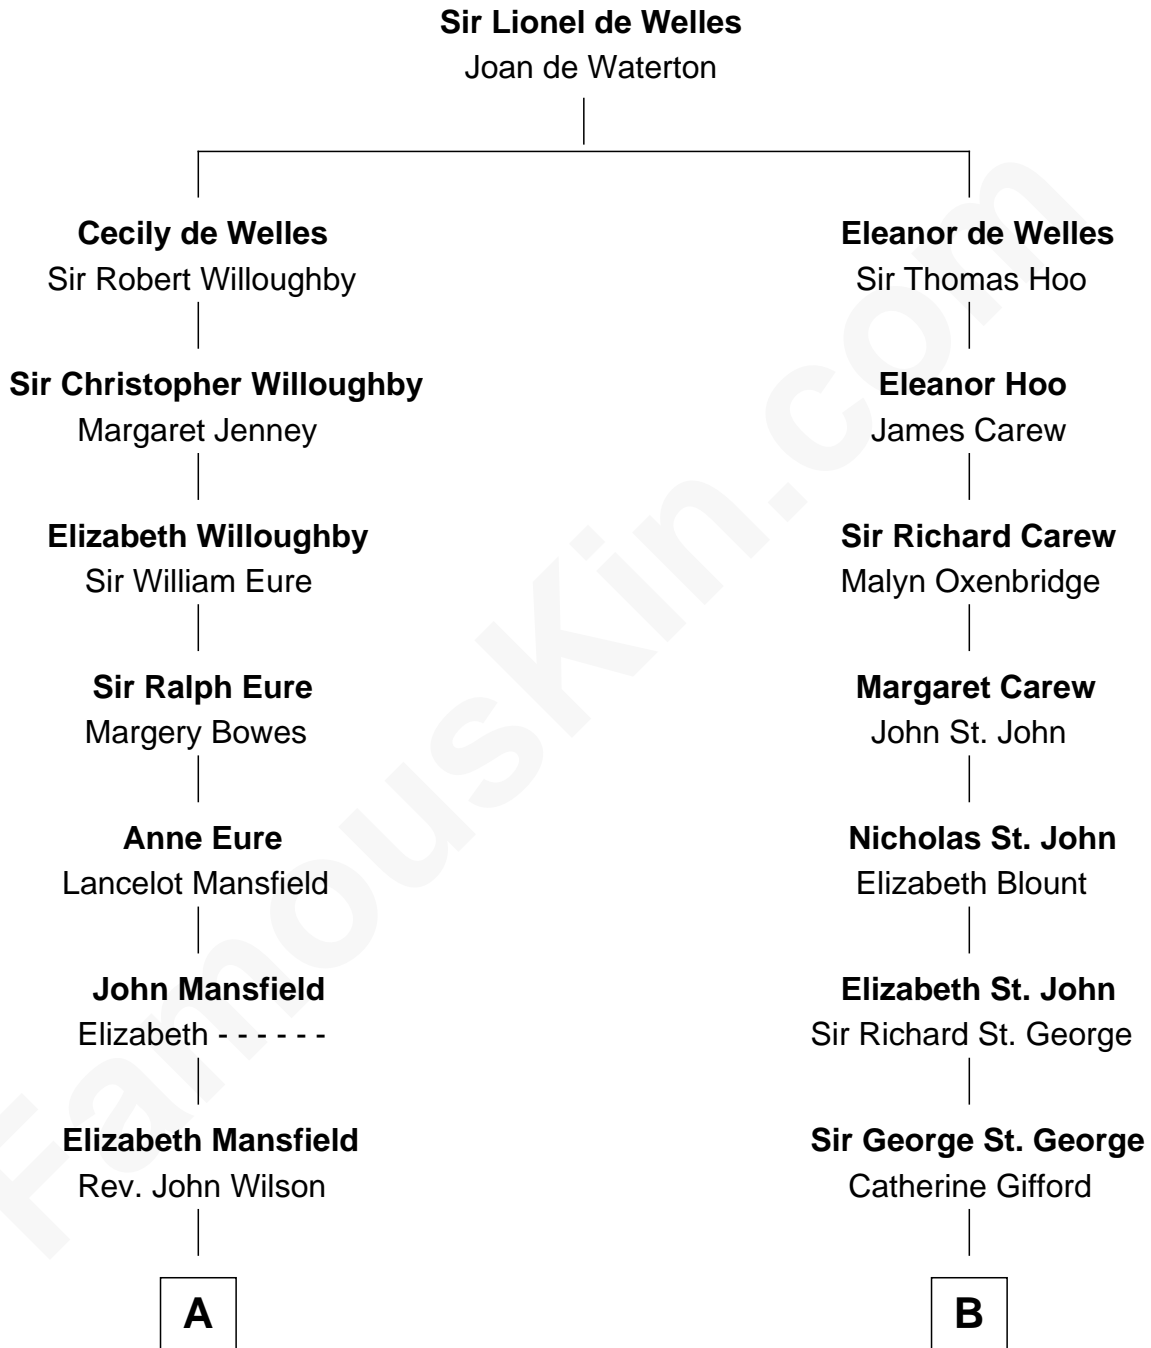 Sir Lionel de Welles
Joan de Waterton
Cecily de Welles
Sir Robert Willoughby
Eleanor de Welles
Sir Thomas Hoo
Sir Christopher Willoughby
Margaret Jenney
Eleanor Hoo
James Carew
Elizabeth Willoughby
Sir William Eure
Sir Richard Carew
Malyn Oxenbridge
Sir Ralph Eure
Margery Bowes
Margaret Carew
John St. John
Anne Eure
Lancelot Mansfield
Nicholas St. John
Elizabeth Blount
John Mansfield
Elizabeth - - - - - -
Elizabeth St. John
Sir Richard St. George
Elizabeth Mansfield
Rev. John Wilson
Sir George St. George
Catherine Gifford
A
B
FamousKin.com